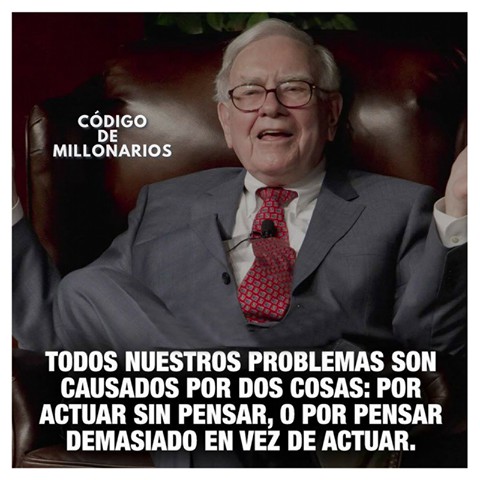 CÓDIGO
DE
MILLONARIOS
TODOS NUESTROS PROBLEMAS SON
CAUSADOS POR DOS COSAS: POR
ACTUAR SIN PENSAR, O POR PENSAR
DEMASIADO EN VEZ DE ACTUAR.